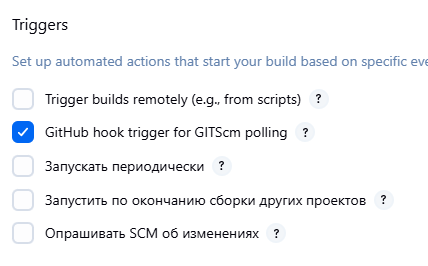 Triggers
Set up automated actions that start your build based on specific eve
Trigger builds remotely (e.g., from scripts) ?
GitHub hook trigger for GITScm polling ?
Запускать периодически ?
Запустить по окончанию сборки других проектов ?
Опрашивать SCM об изменениях ?